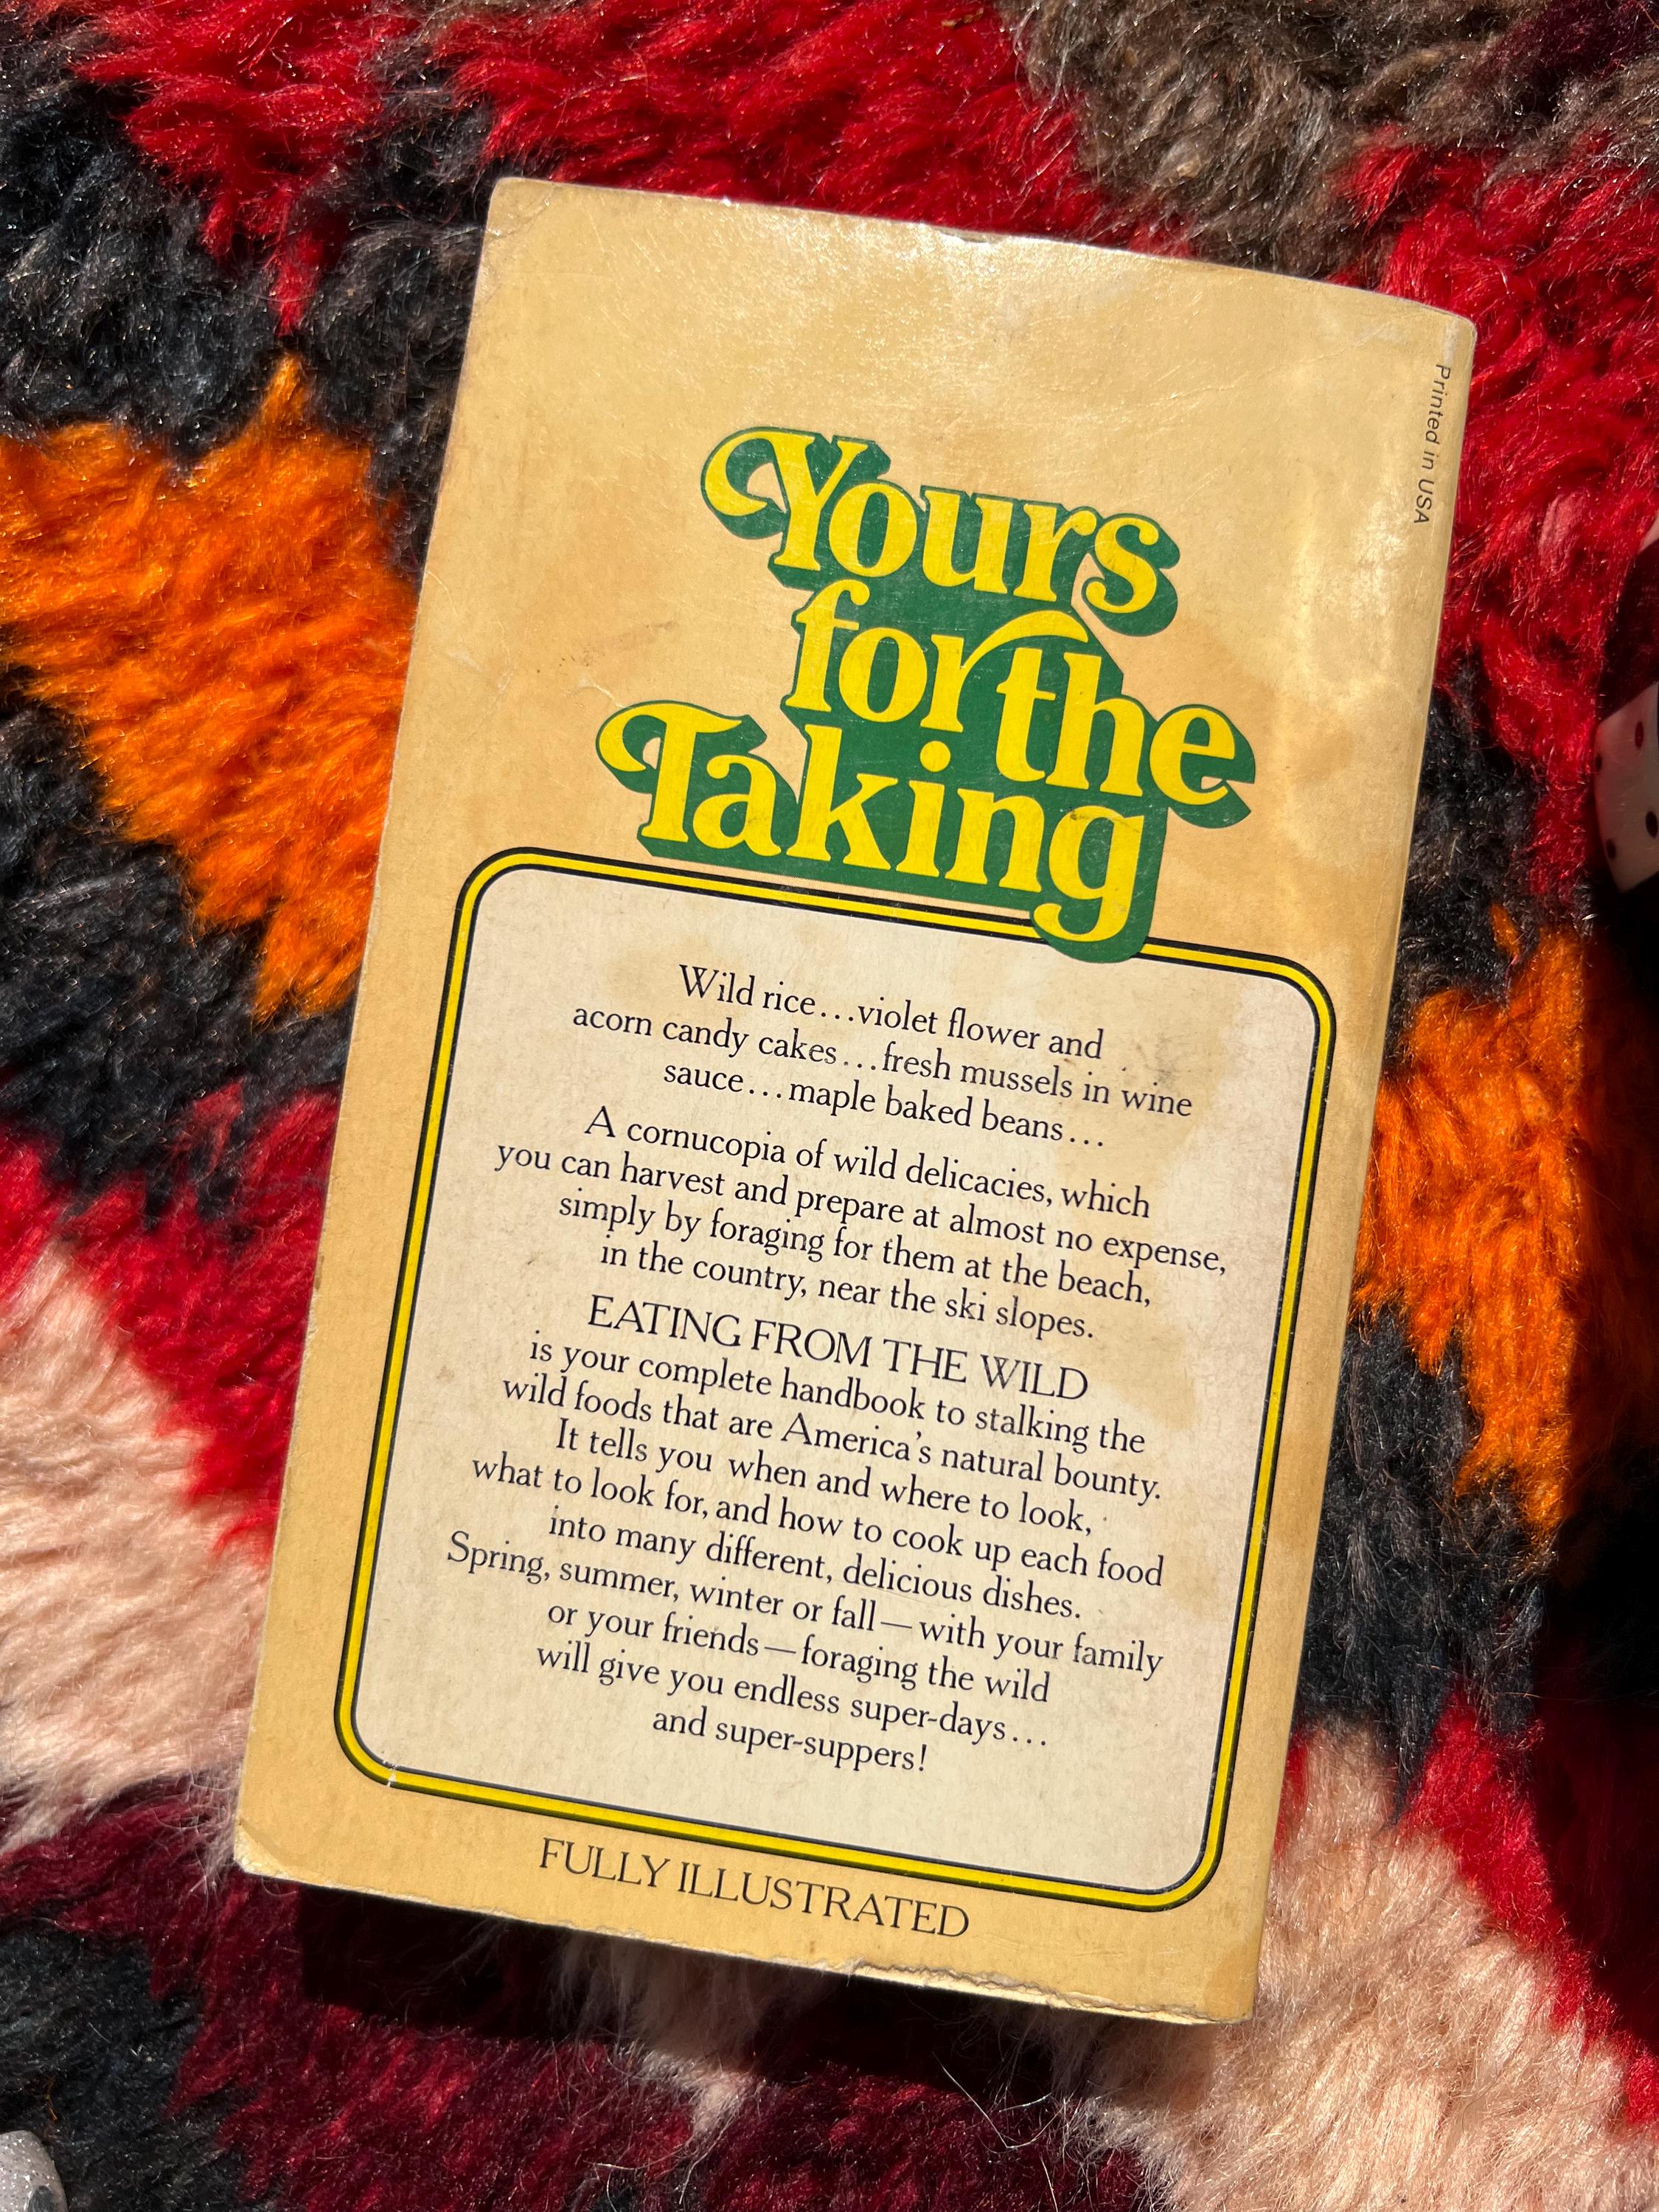 Printed in USA
Yours
for the
Taking
Wild rice...violet flower and
acorn candy cakes...fresh mussels in wine
sauce...maple baked beans...
A cornucopia of wild delicacies, which
you can harvest and prepare at almost no expense,
simply by foraging for them at the beach,
in the country, near the ski slopes.
EATING FROM THE WILD
is your complete handbook to stalking the
wild foods that are America's natural bounty.
It tells you when and where to look,
what to look for, and how to cook up each food
into many different, delicious dishes.
Spring, summer, winter or fall—with your family
or your friends—foraging the wild
will give you endless super-days...
and super-suppers!
FULLY ILLUSTRATED